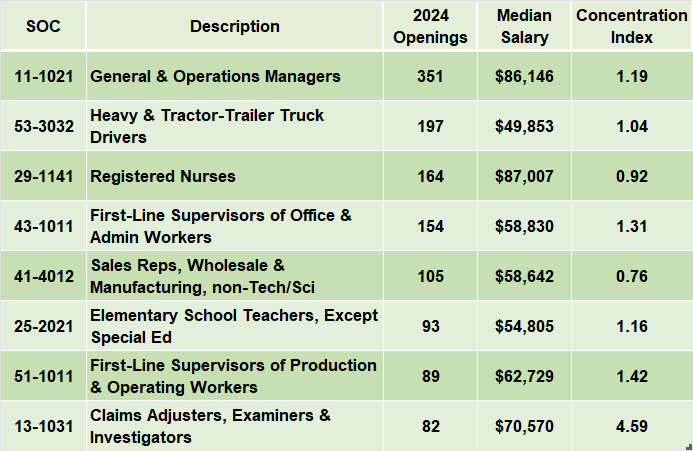 SOC
Description
2024
Openings
Median
Salary
Concentration
Index
11-1021
General & Operations Managers
351
$86,146
1.19
53-3032
Heavy & Tractor-Trailer Truck
Drivers
197
$49,853
1.04
29-1141
Registered Nurses
164
$87,007
0.92
43-1011
First-Line Supervisors of Office &
Admin Workers
154
$58,830
1.31
41-4012
Sales Reps, Wholesale &
Manufacturing, non-Tech/Sci
105
$58,642
0.76
25-2021
Elementary School Teachers, Except
Special Ed
93
$54,805
1.16
51-1011
First-Line Supervisors of Production
& Operating Workers
89
$62,729
1.42
13-1031
Claims Adjusters, Examiners &
Investigators
82
$70,570
4.59